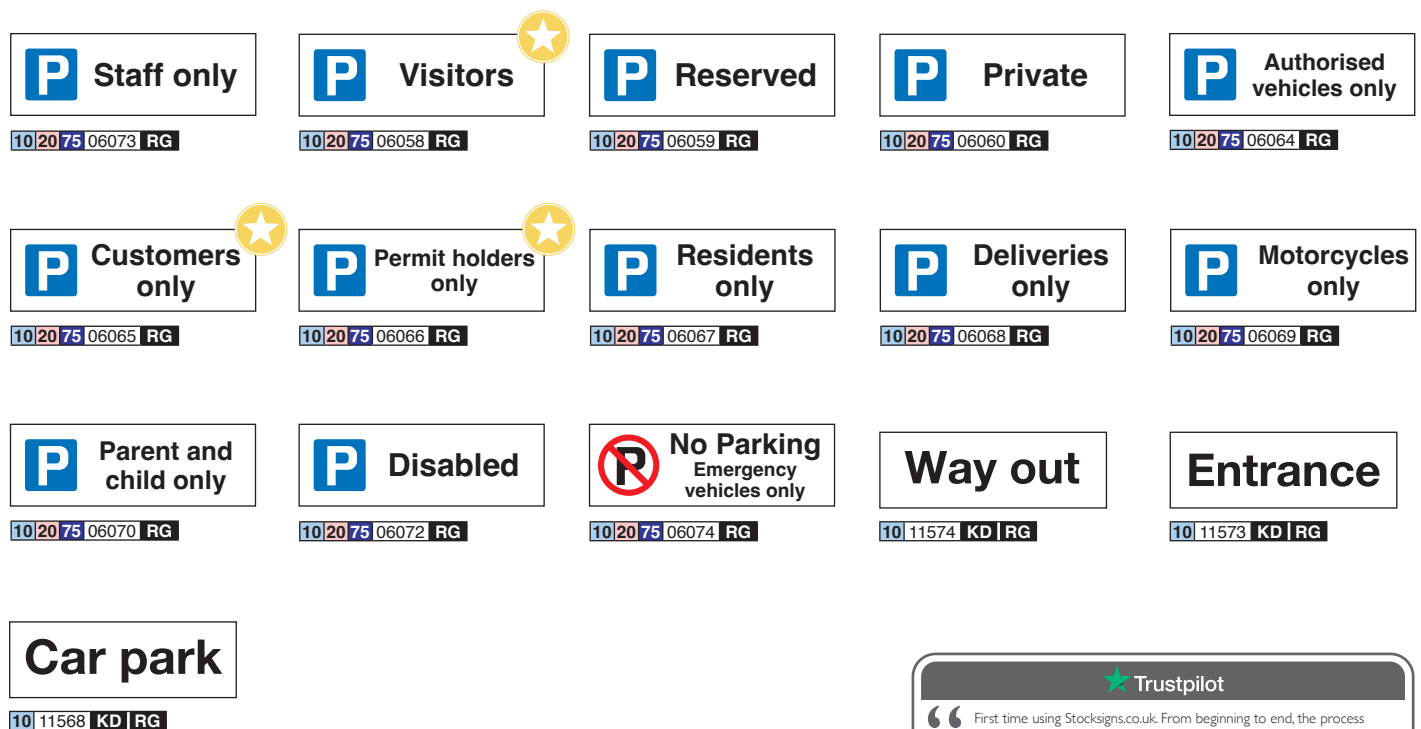 P Staff only
10 20 75 06073 RG
P Visitors
10 20 75 06058 RG
P Reserved
10 20 75 06059 RG
P Private
10 20 75 06060 RG
P Authorised
vehicles only
10 20 75 06064 RG
P Customers
only
10 20 75 06065 RG
P Permit holders
only
10 20 75 06066 RG
P Residents
only
10 20 75 06067 RG
P Deliveries
only
10 20 75 06068 RG
P Motorcycles
only
10 20 75 06069 RG
P Parent and
child only
10 20 75 06070 RG
P Disabled
10 20 75 06072 RG
P No Parking
Emergency
vehicles only
10 20 75 06074 RG
Way out
10 11574 KD | RG
Entrance
10 11573 KD | RG
Car park
10 11568 KD | RG
Trustpilot
“ First time using Stocksigns.co.uk. From beginning to end, the process